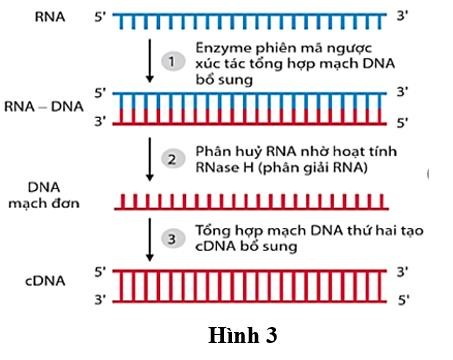 RNA 5' 3'
1 Enzyme phiên mã ngược
xúc tác tổng hợp mạch DNA
bổ sung
5' 3'
RNA – DNA
3' 5'
2 Phân huỷ RNA nhờ hoạt tính
RNase H (phân giải RNA)
DNA
mạch đơn
3 Tổng hợp mạch DNA thứ hai tạo
cDNA bổ sung
5' 3'
cDNA
3' 5'
Hình 3